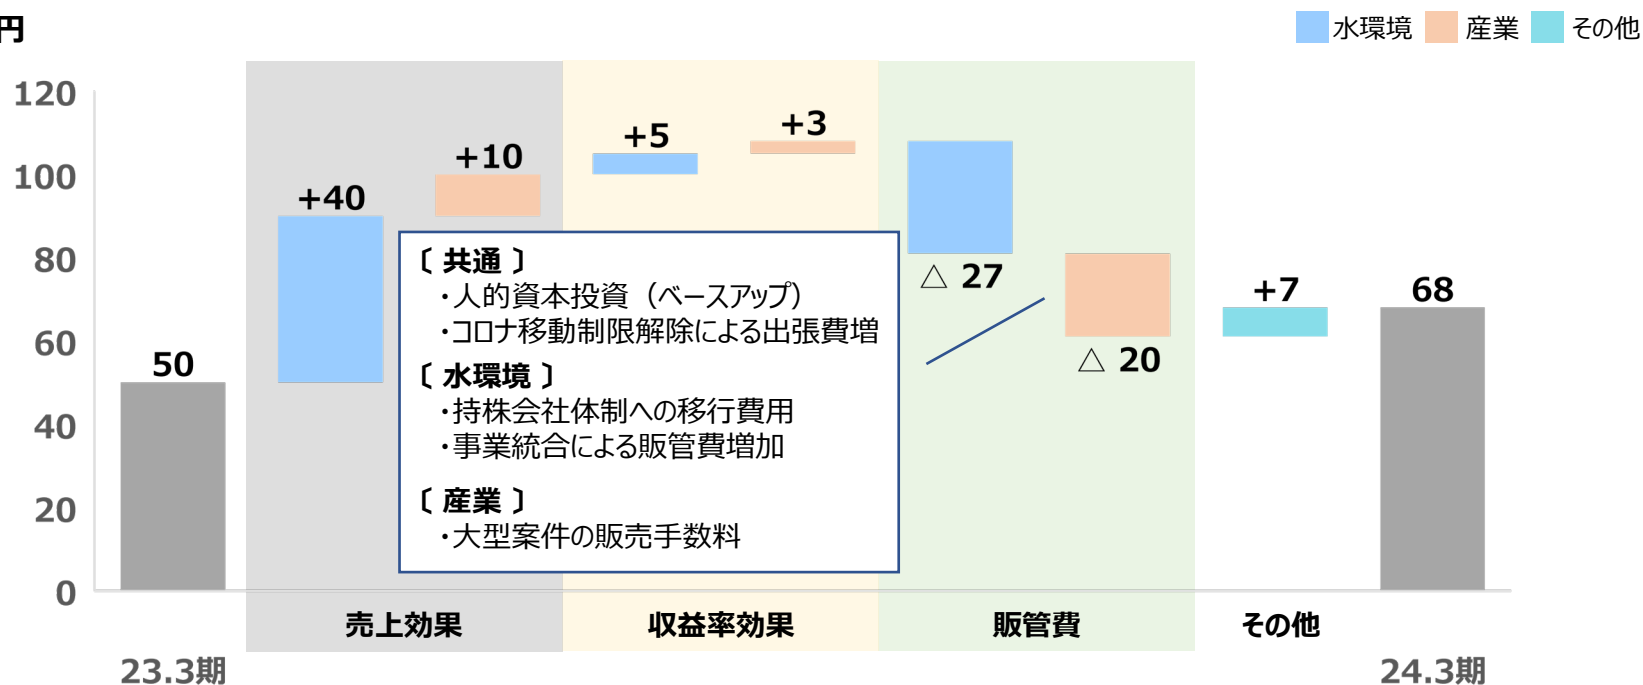 円
水環境 産業 その他
120
100
80
60
40
20
0
50
+40
+10
+5
+3
△ 27
△ 20
+7
68
〔 共通 〕
・人的資本投資（ベースアップ）
・コロナ移動制限解除による出張費増
〔 水環境 〕
・持株会社体制への移行費用
・事業統合による販管費増加
〔 産業 〕
・大型案件の販売手数料
売上効果 収益率効果 販管費 その他
23.3期 24.3期